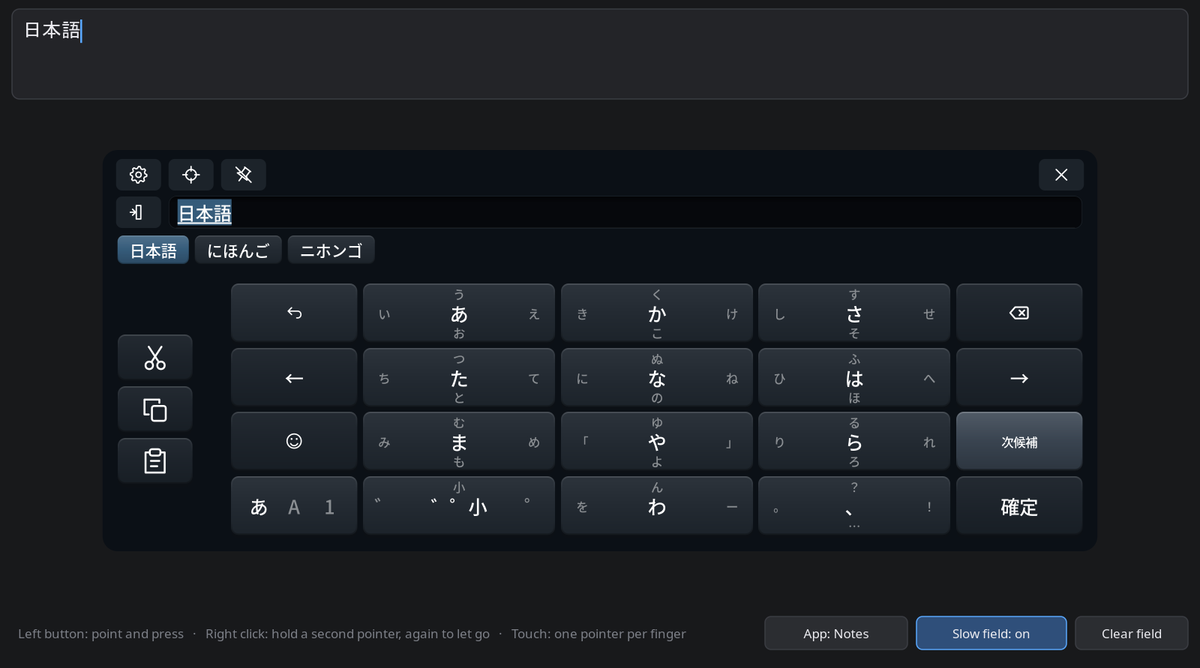 日本語
日本語
日本語 にほんご ニホンゴ
う く す
い あ え き か け し さ せ
お こ そ
つ ぬ ふ
ち た て に な ね ひ は へ
と の ほ
む ゆ る
み ま め 「 や 」 り ら れ 次候補
も よ ろ
小 ん ?
あ A 1 ゛ ゛゜小 ゜ を わ ー 。 、 ! 確定
…
Left button: point and press · Right click: hold a second pointer, again to let go · Touch: one pointer per finger App: Notes Slow field: on Clear field